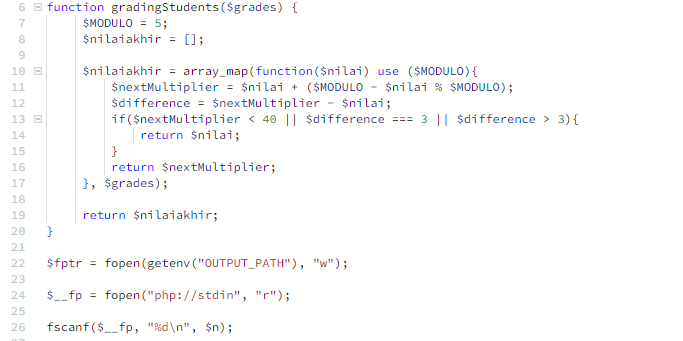 6 function gradingStudents($grades) {
7 $MODULO = 5;
8 $nilaiakhir = [];
9
10 $nilaiakhir = array_map(function($nilai) use ($MODULO){
11 $nextMultiplier = $nilai + ($MODULO - $nilai % $MODULO);
12 $difference = $nextMultiplier - $nilai;
13 if($nextMultiplier < 40 || $difference === 3 || $difference > 3){
14 return $nilai;
15 }
16 return $nextMultiplier;
17 }, $grades);
18
19 return $nilaiakhir;
20 }
21
22 $fptr = fopen(getenv("OUTPUT_PATH"), "w");
23
24 $__fp = fopen("php://stdin", "r");
25
26 fscanf($__fp, "%d\n", $n);